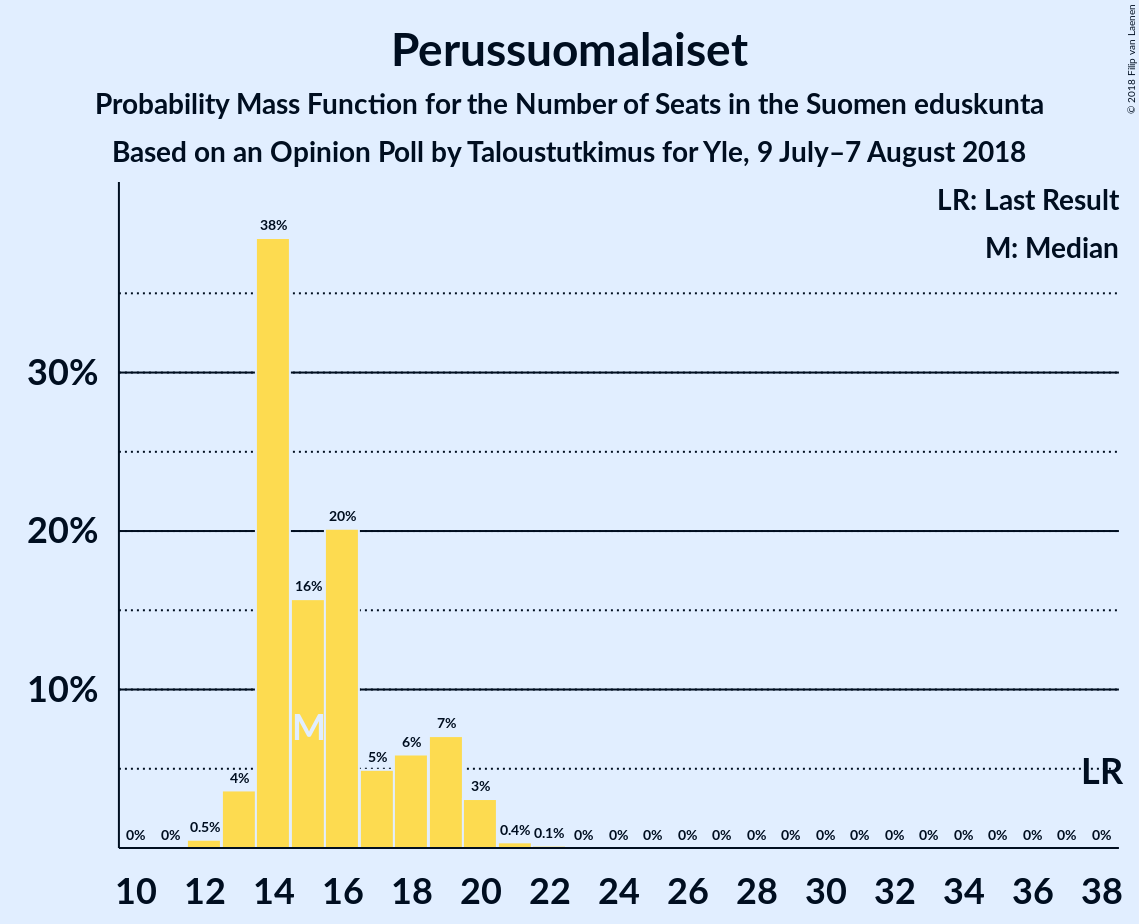 Perussuomalaiset
Probability Mass Function for the Number of Seats in the Suomen eduskunta
Based on an Opinion Poll by Taloustutkimus for Yle, 9 July–7 August 2018
© 2018 Filip van Laenen
LR: Last Result
M: Median
30%
20%
10%
0% 0% 0.5% 4% 38% 16% 20% 5% 6% 7% 3% 0.4% 0.1% 0% 0% 0% 0% 0% 0% 0% 0% 0% 0% 0% 0% 0% 0% 0% 0%
M
LR
10 12 14 16 18 20 22 24 26 28 30 32 34 36 38